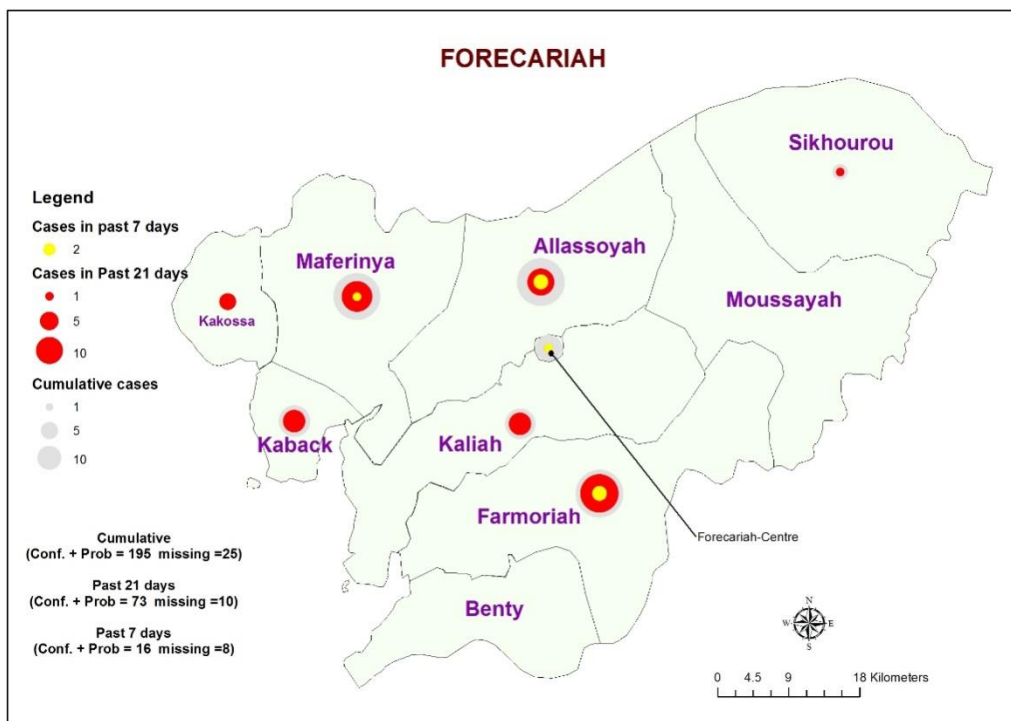 FORECARIAH
Sikhourou
Legend
Cases in past 7 days
2
Cases in Past 21 days
1
5
10
Cumulative cases
1
5
10
Maferinya
Allassoyah
Moussayah
Kakossa
Kaback
Kaliah
Farmoriah
Forecariah-Centre
Benty
Cumulative
(Conf. + Prob = 195 missing =25)
Past 21 days
(Conf. + Prob = 73 missing =10)
Past 7 days
(Conf. + Prob = 16 missing =8)
N
W E
S
0 4.5 9 18 Kilometers